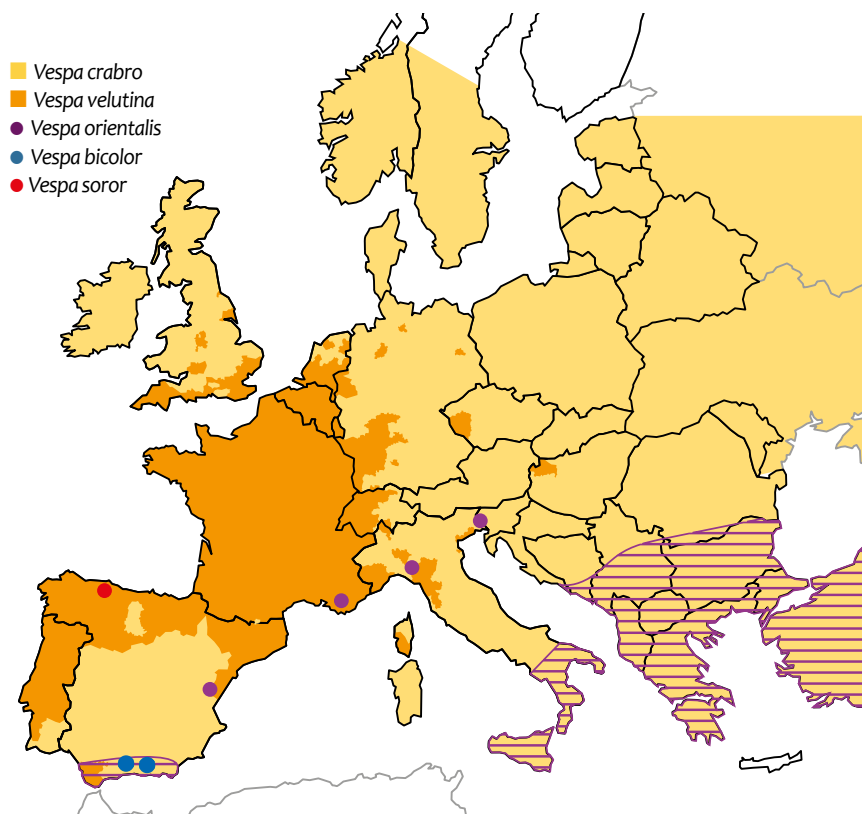 Vespa crabro
Vespa velutina
Vespa orientalis
Vespa bicolor
Vespa soror